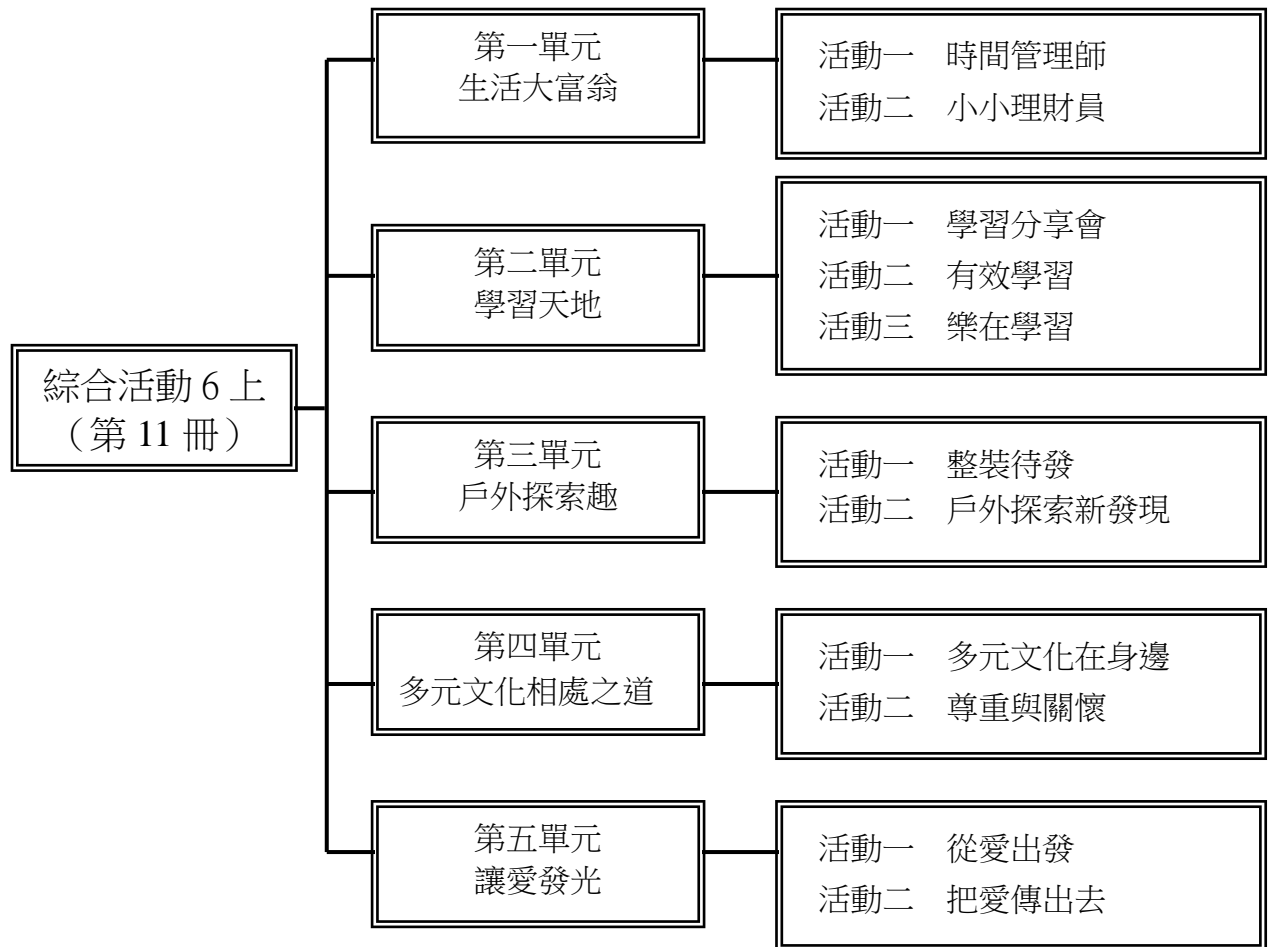 綜合活動 6 上
（第 11 冊）
第一單元
生活大富翁
活動一　時間管理師
活動二　小小理財員
第二單元
學習天地
活動一　學習分享會
活動二　有效學習
活動三　樂在學習
第三單元
戶外探索趣
活動一　整裝待發
活動二　戶外探索新發現
第四單元
多元文化相處之道
活動一　多元文化在身邊
活動二　尊重與關懷
第五單元
讓愛發光
活動一　從愛出發
活動二　把愛傳出去